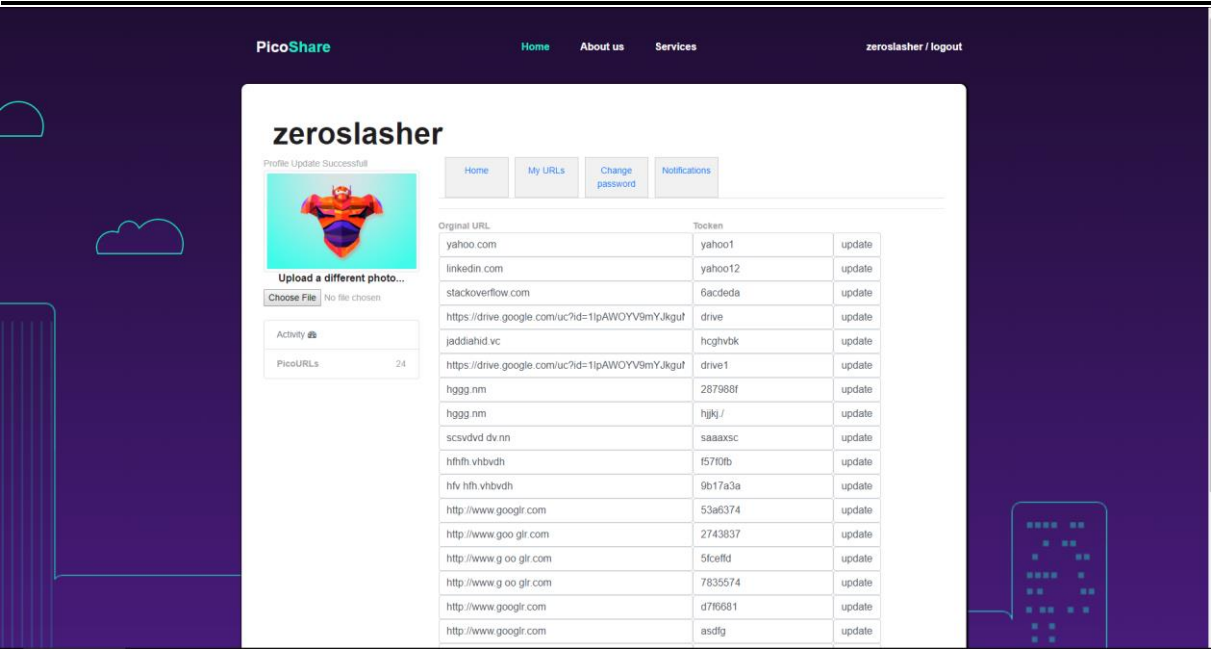 PicoShare Home About us Services zeroslasher / logout
zeroslasher
Profile Update Successfull
Home My URLs Change password Notifications
Upload a different photo...
Choose File No file chosen
Activity
PicoURLs 24
Orginal URL Tocken
yahoo.com yahoo1 update
linkedin.com yahoo12 update
stackoverflow.com 6acdeda update
drive update
jaddiahid.vc hcghvbk update
drive1 update
hggg.nm 287988f update
hggg.nm hjjkj./ update
scsvdvd dv.nn saaaxsc update
hfhfh.vhbvdh f57f0fb update
hfv hfh.vhbvdh 9b17a3a update
http://www.googlr.com 53a6374 update
http://www.goo glr.com 2743837 update
http://www.g oo glr.com 5fceffd update
http://www.g oo glr.com 7835574 update
http://www.googlr.com d7f6681 update
http://www.googlr.com asdfg update